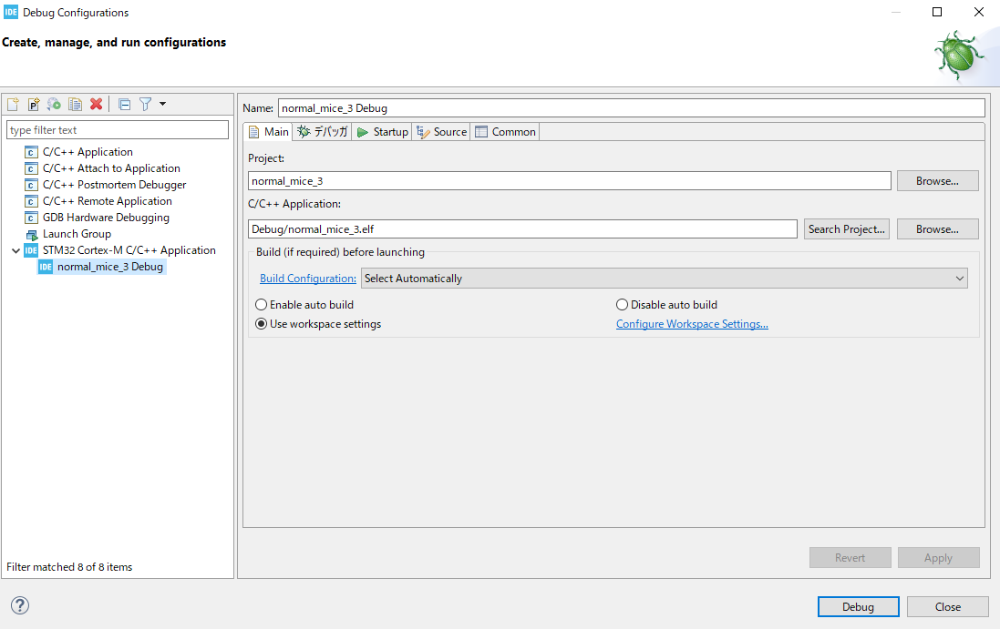 IDE Debug Configurations
Create, manage, and run configurations
P
type filter text
c C/C++ Application
c C/C++ Attach to Application
c C/C++ Postmortem Debugger
c C/C++ Remote Application
c GDB Hardware Debugging
Launch Group
IDE STM32 Cortex-M C/C++ Application
IDE normal_mice_3 Debug
Filter matched 8 of 8 items
Name: normal_mice_3 Debug
Main デバッガ Startup Source Common
Project:
normal_mice_3 Browse...
C/C++ Application:
Debug/normal_mice_3.elf Search Project... Browse...
Build (if required) before launching
Build Configuration: Select Automatically
Enable auto build Disable auto build
Use workspace settings Configure Workspace Settings...
Revert Apply
? Debug Close